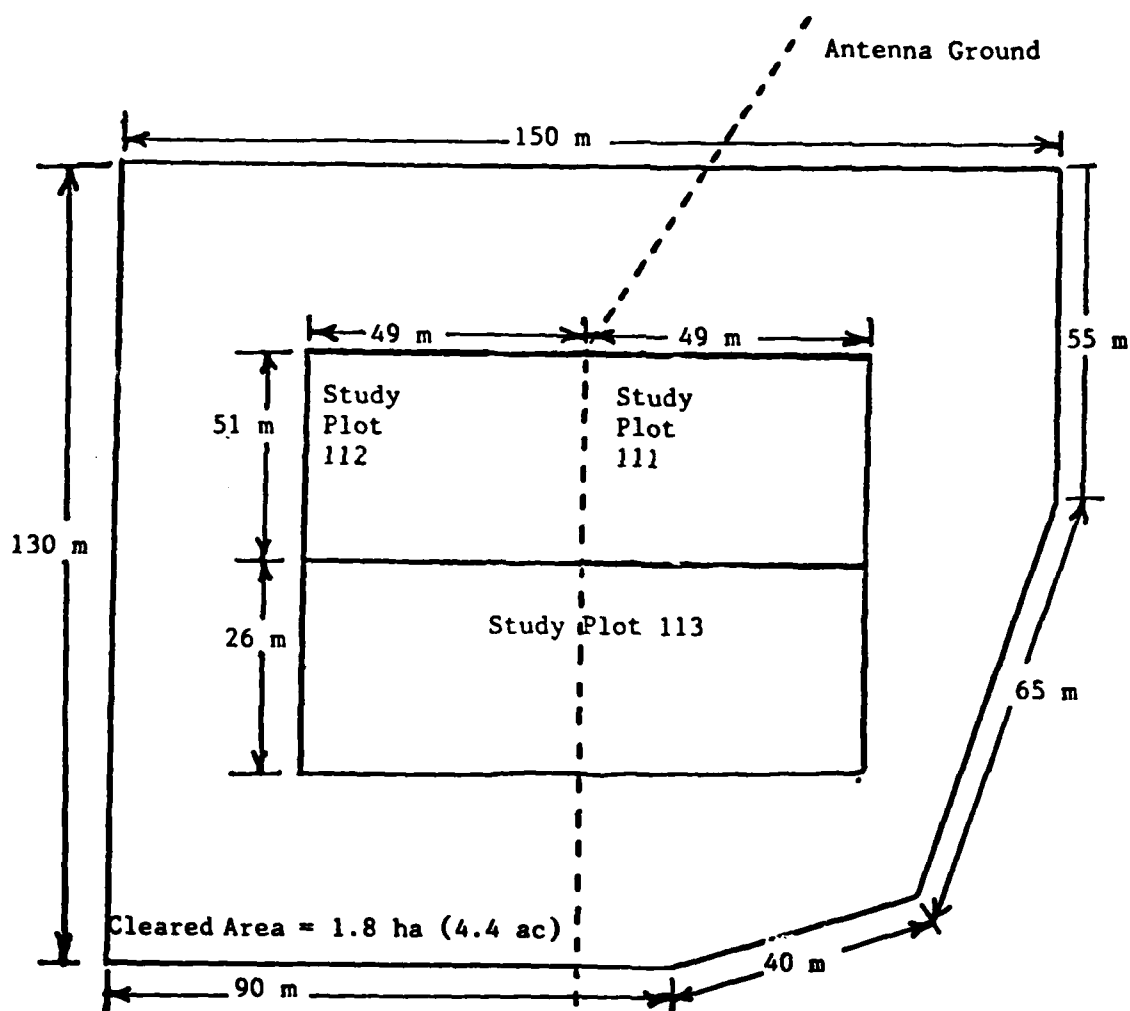 Antenna Ground
150 m
49 m
49 m
55 m
Study
Plot
112
Study
Plot
111
51 m
130 m
Study Plot 113
26 m
65 m
Cleared Area = 1.8 ha (4.4 ac)
40 m
90 m